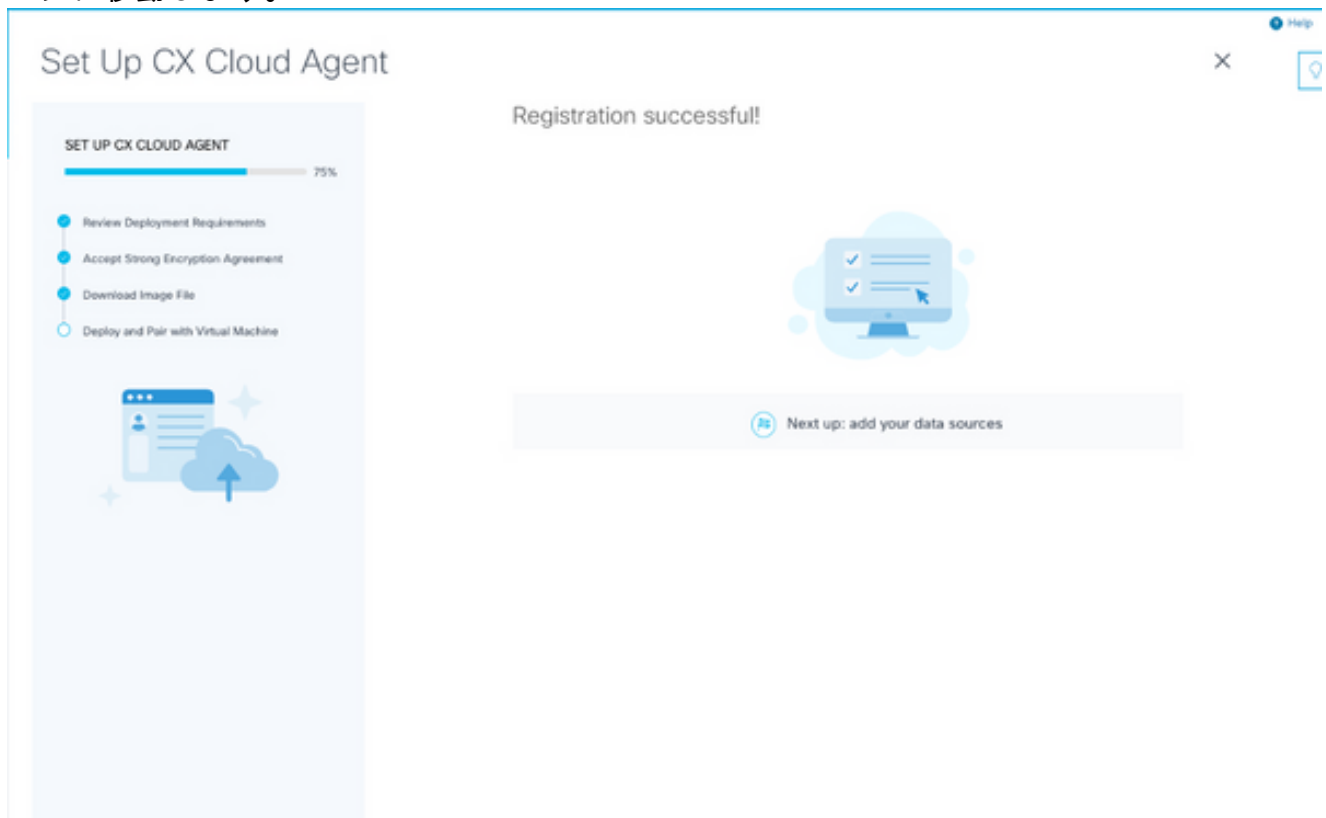 Help
Set Up CX Cloud Agent
Registration successful!
SET UP CX CLOUD AGENT
75%
Review Deployment Requirements
Accept Strong Encryption Agreement
Download Image File
Deploy and Pair with Virtual Machine
Next up: add your data sources